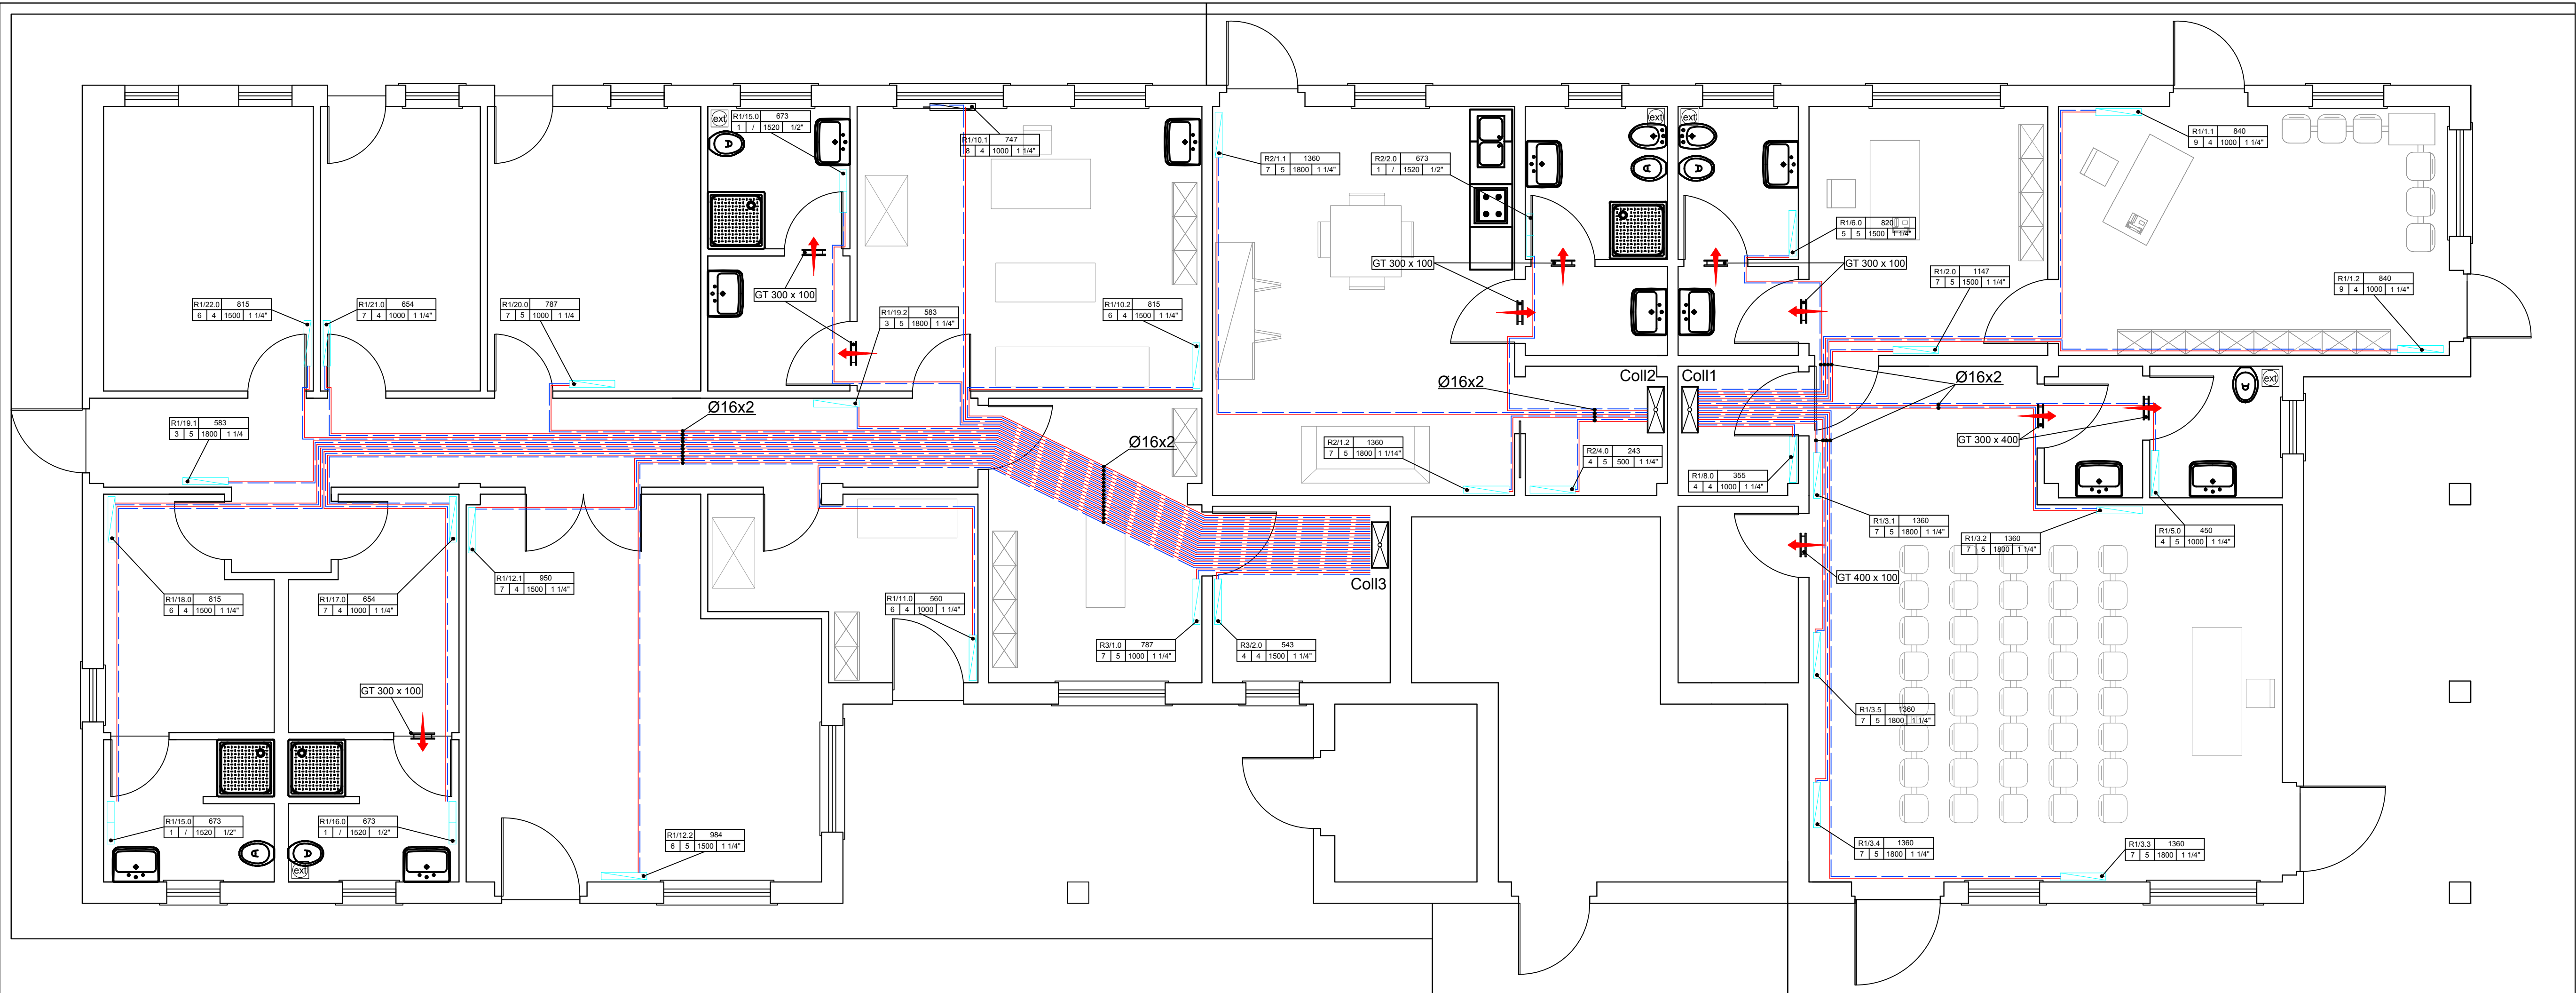 ext
R1/15.0 673
1 / 1520 1/2"
R1/10.1 747
8 4 1000 1 1/4"
R2/1.1 1360
7 5 1800 1 1/4"
R2/2.0 673
1 / 1520 1/2"
ext
ext
R1/1.1 840
9 4 1000 1 1/4"
R1/6.0 820
5 5 1500 1 1/4"
GT 300 x 100
GT 300 x 100
GT 300 x 100
R1/2.0 1147
7 5 1500 1 1/4"
R1/1.2 840
9 4 1000 1 1/4"
R1/22.0 815
6 4 1500 1 1/4"
R1/21.0 654
7 4 1000 1 1/4"
R1/20.0 787
7 5 1000 1 1/4
R1/19.2 583
3 5 1800 1 1/4"
R1/10.2 815
6 4 1500 1 1/4"
Ø16x2
Coll2
Coll1
Ø16x2
ext
Ø16x2
R1/19.1 583
3 5 1800 1 1/4
Ø16x2
R2/1.2 1360
7 5 1800 1 1/14"
R2/4.0 243
4 5 500 1 1/4"
GT 300 x 400
R1/8.0 355
4 4 1000 1 1/4"
R1/3.1 1360
7 5 1800 1 1/4"
R1/3.2 1360
7 5 1800 1 1/4"
R1/5.0 450
4 5 1000 1 1/4"
Coll3
R1/12.1 950
7 4 1500 1 1/4"
GT 400 x 100
R1/18.0 815
6 4 1500 1 1/4"
R1/17.0 654
7 4 1000 1 1/4"
R1/11.0 560
6 4 1000 1 1/4"
R3/1.0 787
7 5 1000 1 1/4"
R3/2.0 543
4 4 1500 1 1/4"
GT 300 x 100
R1/3.5 1360
7 5 1800 1 1/4"
R1/15.0 673
1 / 1520 1/2"
R1/16.0 673
1 / 1520 1/2"
R1/12.2 984
6 5 1500 1 1/4"
R1/3.4 1360
7 5 1800 1 1/4"
R1/3.3 1360
7 5 1800 1 1/4"
ext